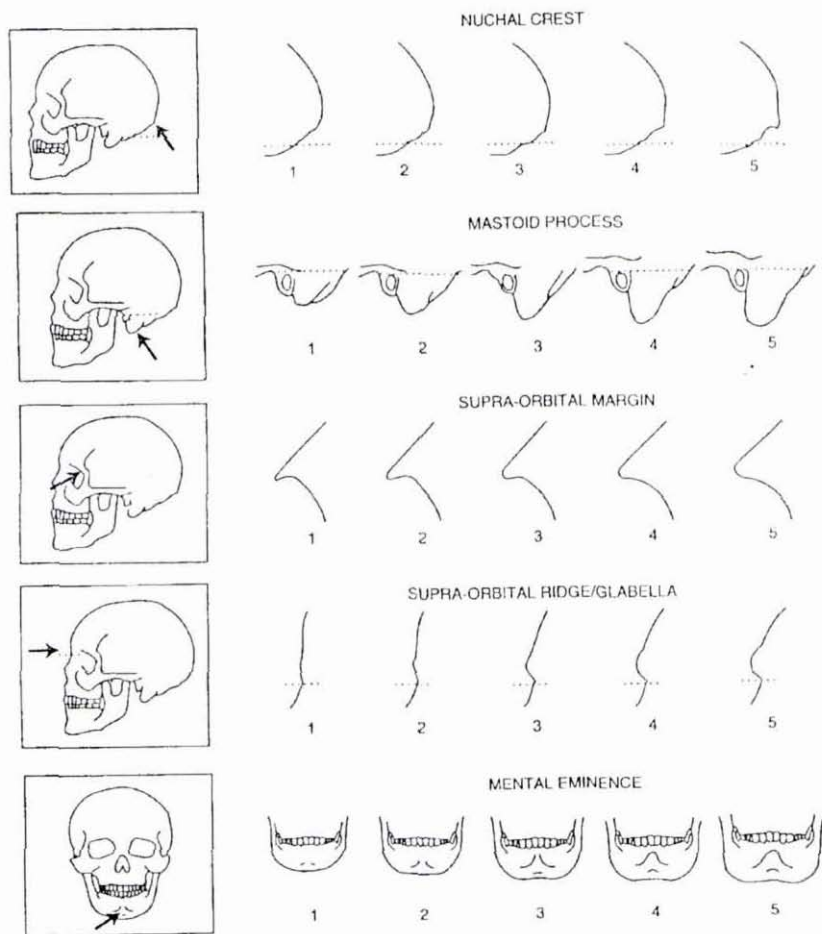 NUCHAL CREST
1 2 3 4 5
MASTOID PROCESS
1 2 3 4 5
SUPRA-ORBITAL MARGIN
1 2 3 4 5
SUPRA-ORBITAL RIDGE/GLABELLA
1 2 3 4 5
MENTAL EMINENCE
1 2 3 4 5